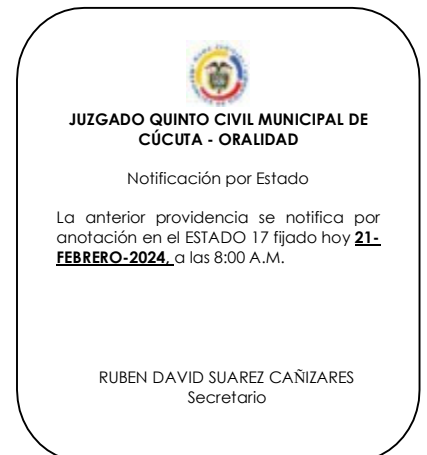 JUZGADO QUINTO CIVIL MUNICIPAL DE
CÚCUTA - ORALIDAD
Notificación por Estado
La anterior providencia se notifica por
anotación en el ESTADO 17 fijado hoy 21-
FEBRERO-2024, a las 8:00 A.M.
RUBEN DAVID SUAREZ CAÑIZARES
Secretario